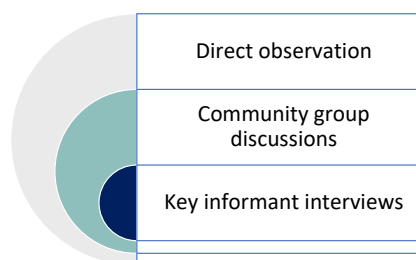 Direct observation
Community group
discussions
Key informant interviews